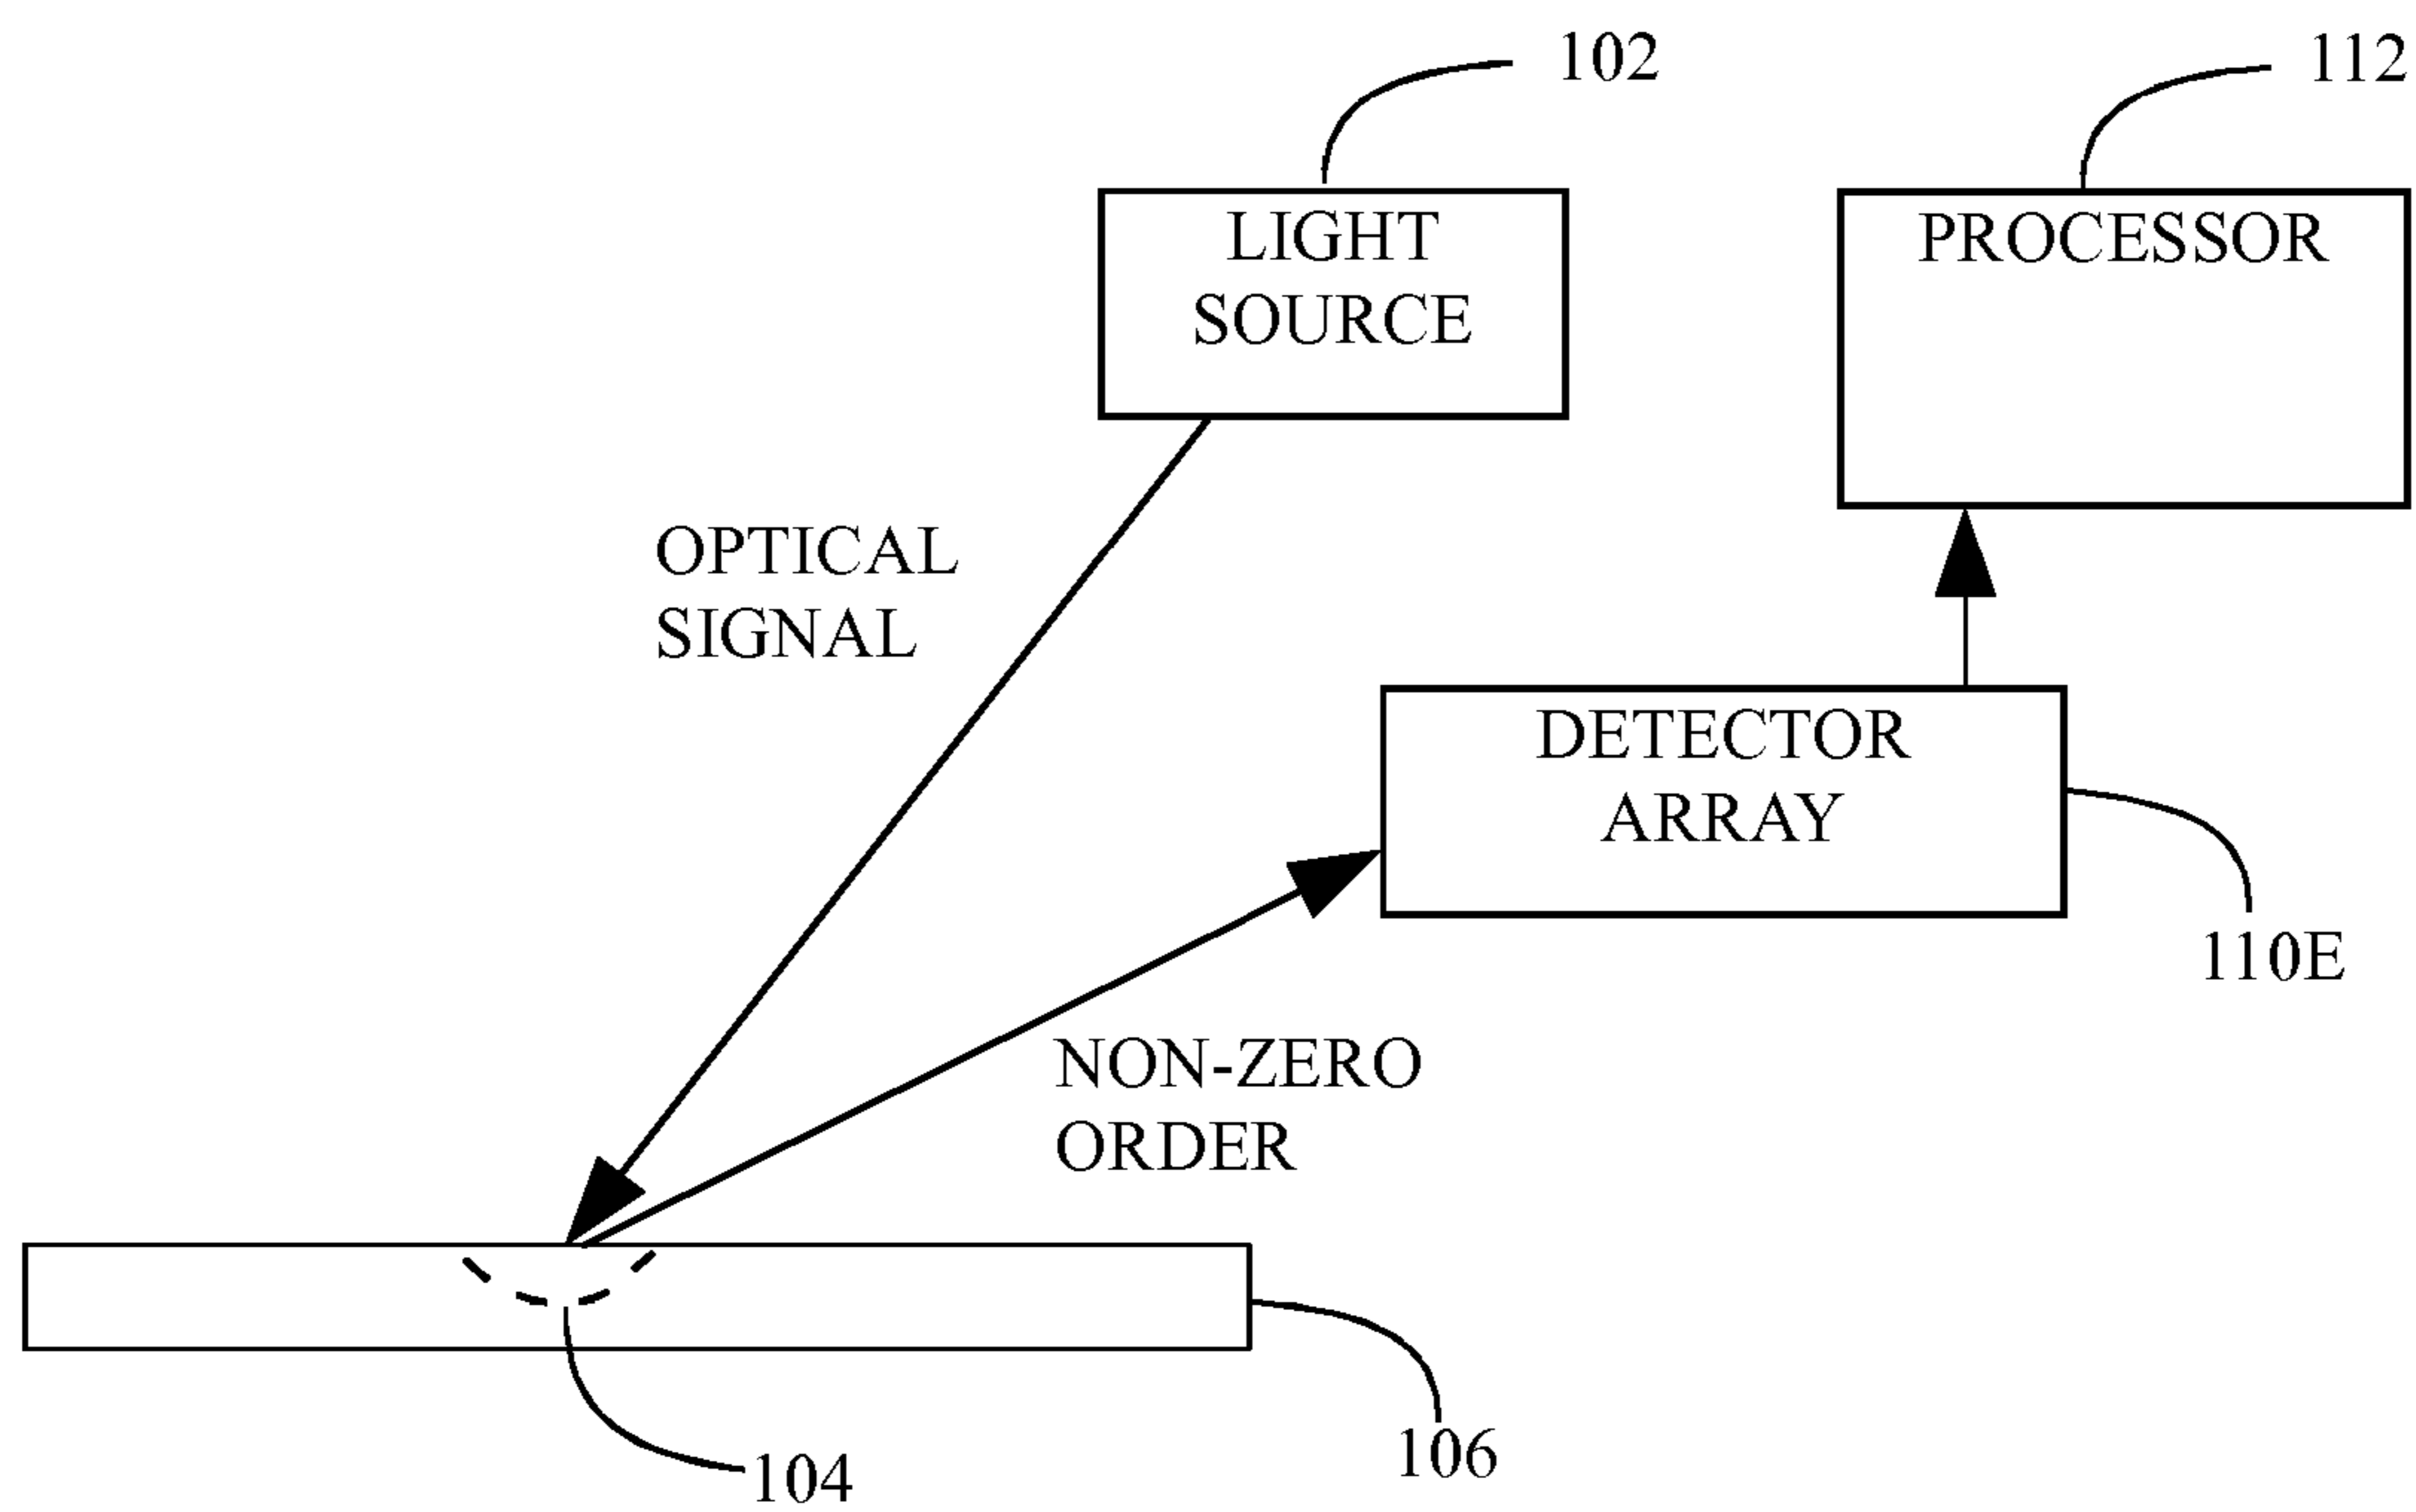 102
112
LIGHT
SOURCE
PROCESSOR
OPTICAL
SIGNAL
DETECTOR
ARRAY
110E
NON-ZERO
ORDER
106
104